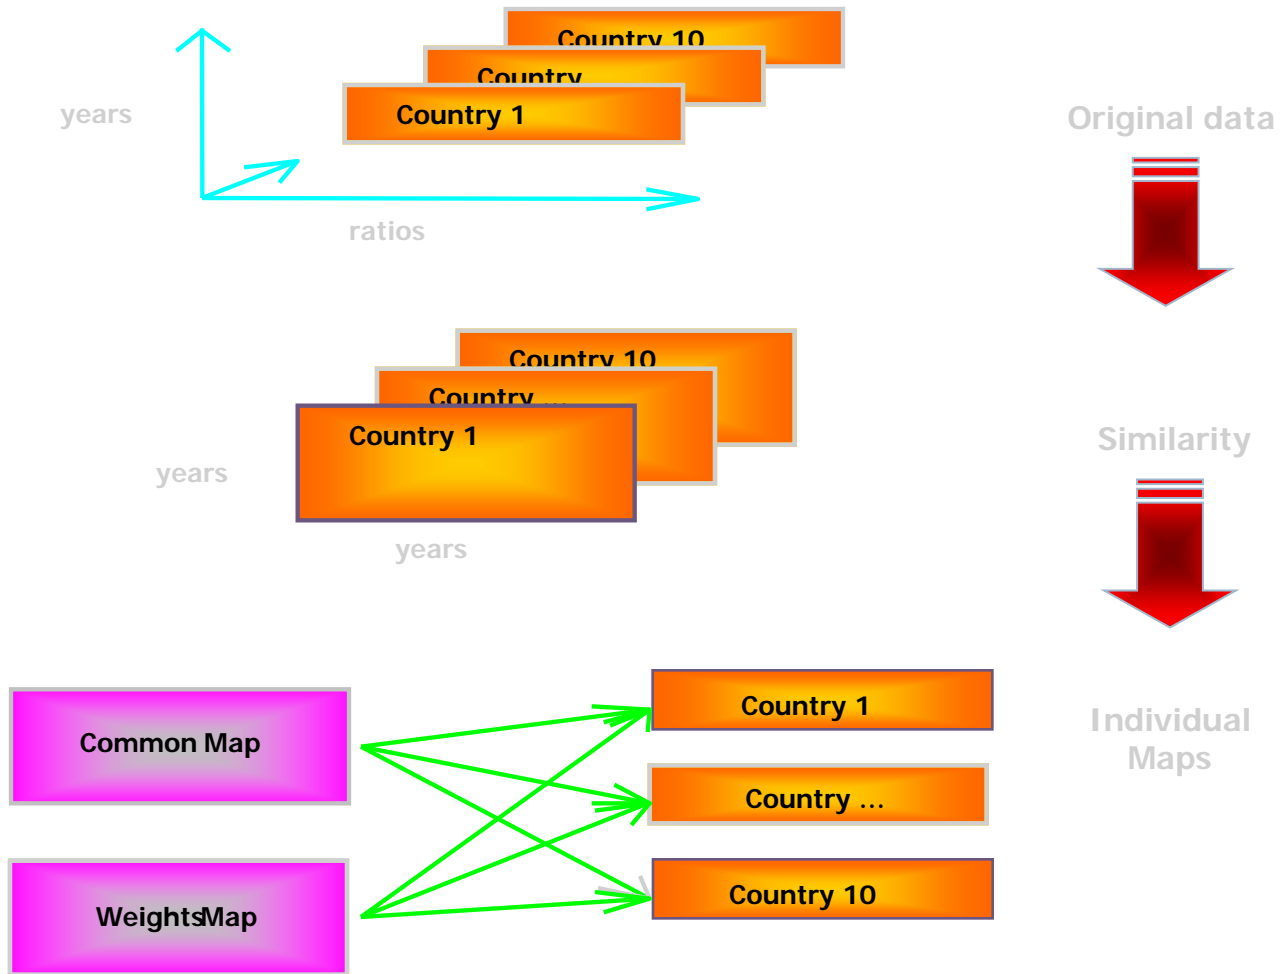 Country 10
Country
Country 1
years
Original data
ratios
Country 10
Country ...
Country 1
Similarity
years
years
Country 1
Common Map
Individual
Maps
Country ...
Country 10
WeightsMap